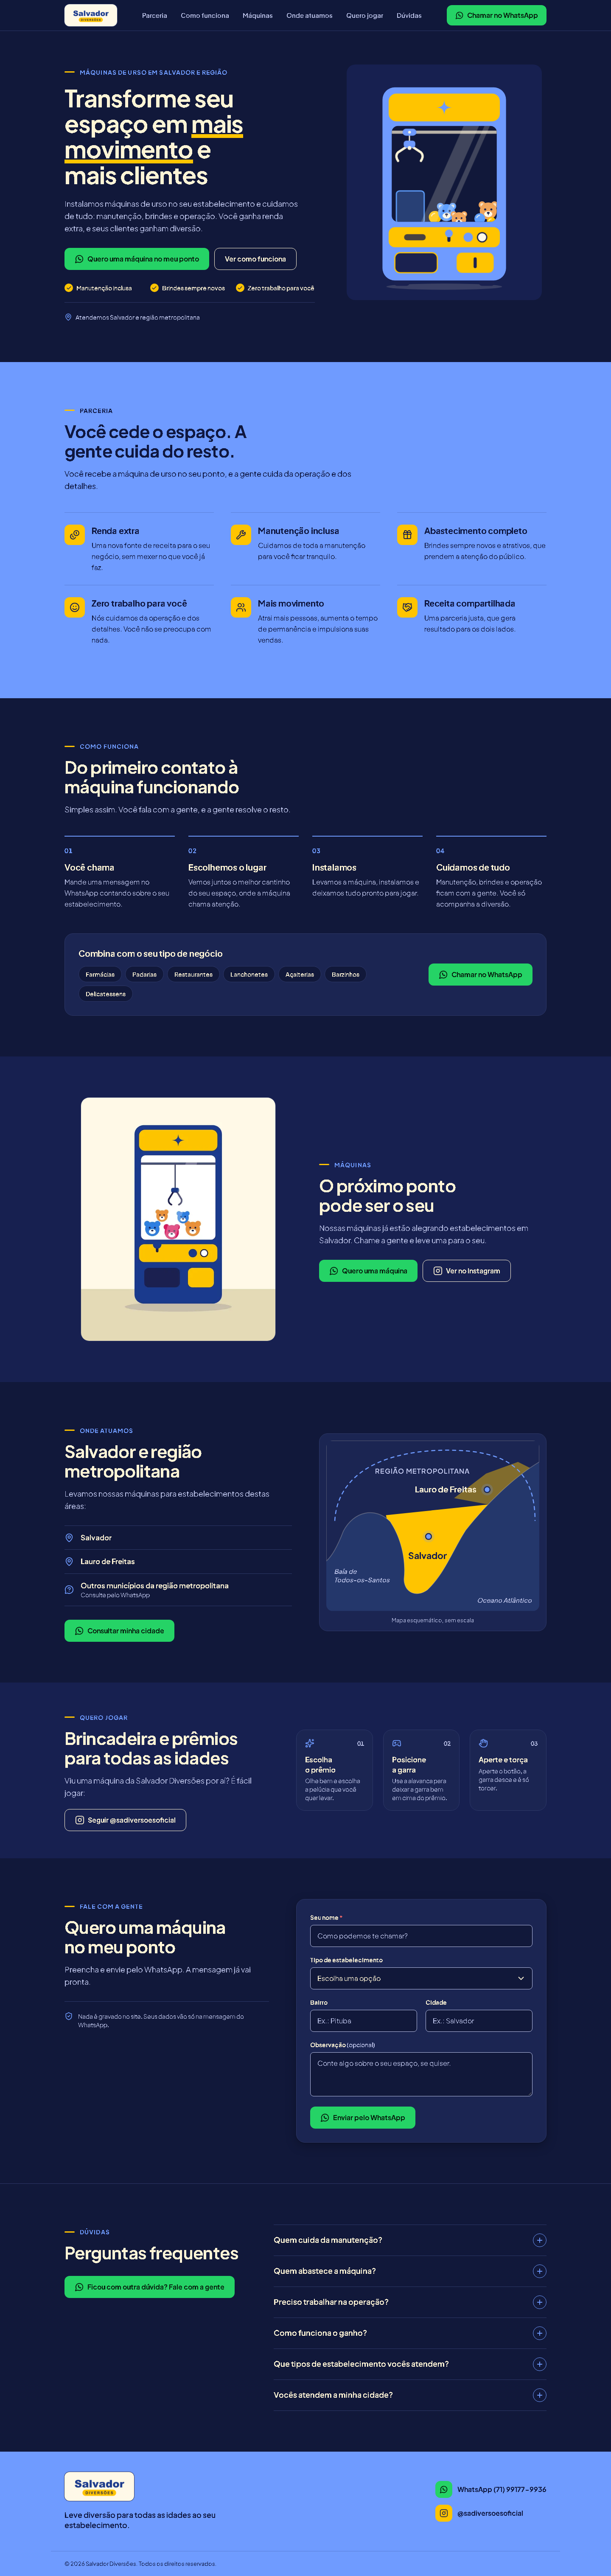 Salvador
DIVERSÕES
Parceria
Como funciona
Máquinas
Onde atuamos
Quero jogar
Dúvidas
Chamar no WhatsApp
MÁQUINAS DE URSO EM SALVADOR E REGIÃO
Transforme seu
espaço em mais
movimento e
mais clientes
Instalamos máquinas de urso no seu estabelecimento e cuidamos
de tudo: manutenção, brindes e operação. Você ganha renda
extra, e seus clientes ganham diversão.
Quero uma máquina no meu ponto
Ver como funciona
Manutenção inclusa
Brindes sempre novos
Zero trabalho para você
Atendemos Salvador e região metropolitana
PARCERIA
Você cede o espaço. A
gente cuida do resto.
Você recebe a máquina de urso no seu ponto, e a gente cuida da operação e dos
detalhes.
Renda extra
Uma nova fonte de receita para o seu
negócio, sem mexer no que você já
faz.
Manutenção inclusa
Cuidamos de toda a manutenção
para você ficar tranquilo.
Abastecimento completo
Brindes sempre novos e atrativos, que
prendem a atenção do público.
Zero trabalho para você
Nós cuidamos da operação e dos
detalhes. Você não se preocupa com
nada.
Mais movimento
Atrai mais pessoas, aumenta o tempo
de permanência e impulsiona suas
vendas.
Receita compartilhada
Uma parceria justa, que gera
resultado para os dois lados.
COMO FUNCIONA
Do primeiro contato à
máquina funcionando
Simples assim. Você fala com a gente, e a gente resolve o resto.
01
Você chama
Mande uma mensagem no
WhatsApp contando sobre o seu
estabelecimento.
02
Escolhemos o lugar
Vemos juntos o melhor cantinho
do seu espaço, onde a máquina
chama atenção.
03
Instalamos
Levamos a máquina, instalamos e
deixamos tudo pronto para jogar.
04
Cuidamos de tudo
Manutenção, brindes e operação
ficam com a gente. Você só
acompanha a diversão.
Combina com o seu tipo de negócio
Farmácias
Padarias
Restaurantes
Lanchonetes
Açaiterias
Barzinhos
Delicatessens
Chamar no WhatsApp
MÁQUINAS
O próximo ponto
pode ser o seu
Nossas máquinas já estão alegrando estabelecimentos em
Salvador. Chame a gente e leve uma para o seu.
Quero uma máquina
Ver no Instagram
ONDE ATUAMOS
Salvador e região
metropolitana
Levamos nossas máquinas para estabelecimentos destas
áreas:
Salvador
Lauro de Freitas
Outros municípios da região metropolitana
Consulte pelo WhatsApp
Consultar minha cidade
REGIÃO METROPOLITANA
Lauro de Freitas
Salvador
Baía de
Todos-os-Santos
Oceano Atlântico
Mapa esquemático, sem escala
QUERO JOGAR
Brincadeira e prêmios
para todas as idades
Viu uma máquina da Salvador Diversões por aí? É fácil
jogar:
Seguir @sadiversoesoficial
01
Escolha
o prêmio
Olhe bem e escolha
a pelúcia que você
quer levar.
02
Posicione
a garra
Use a alavanca para
deixar a garra bem
em cima do prêmio.
03
Aperte e torça
Aperte o botão, a
garra desce e é só
torcer.
FALE COM A GENTE
Quero uma máquina
no meu ponto
Preencha e envie pelo WhatsApp. A mensagem já vai
pronta.
Nada é gravado no site. Seus dados vão só na mensagem do
WhatsApp.
Seu nome *
Como podemos te chamar?
Tipo de estabelecimento
Escolha uma opção
Bairro
Ex.: Pituba
Cidade
Ex.: Salvador
Observação (opcional)
Conte algo sobre o seu espaço, se quiser.
Enviar pelo WhatsApp
DÚVIDAS
Perguntas frequentes
Ficou com outra dúvida? Fale com a gente
Quem cuida da manutenção?
Quem abastece a máquina?
Preciso trabalhar na operação?
Como funciona o ganho?
Que tipos de estabelecimento vocês atendem?
Vocês atendem a minha cidade?
Salvador
DIVERSÕES
Leve diversão para todas as idades ao seu
estabelecimento.
WhatsApp (71) 99177-9936
@sadiversoesoficial
© 2026 Salvador Diversões. Todos os direitos reservados.